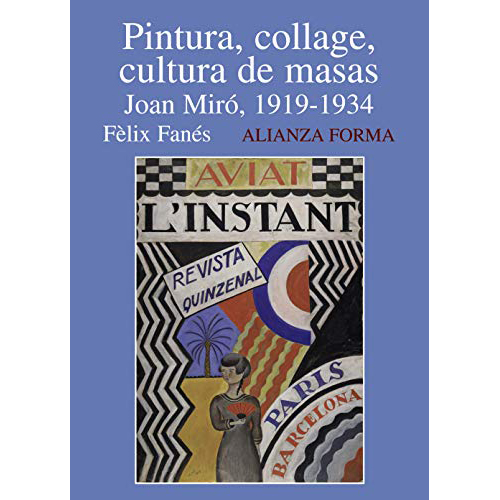 Pintura, collage,
cultura de masas
Joan Miró, 1919-1934
Fèlix Fanés ALIANZA FORMA
AVIAT
L'INSTANT
REVISTA
QUINZENAL
PARIS
BARCELONA